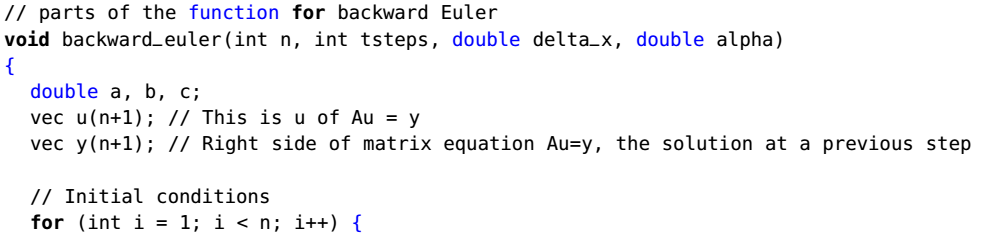 // parts of the function for backward Euler
void backward_euler(int n, int tsteps, double delta_x, double alpha)
{
double a, b, c;
vec u(n+1); // This is u of Au = y
vec y(n+1); // Right side of matrix equation Au=y, the solution at a previous step
// Initial conditions
for (int i = 1; i < n; i++) {